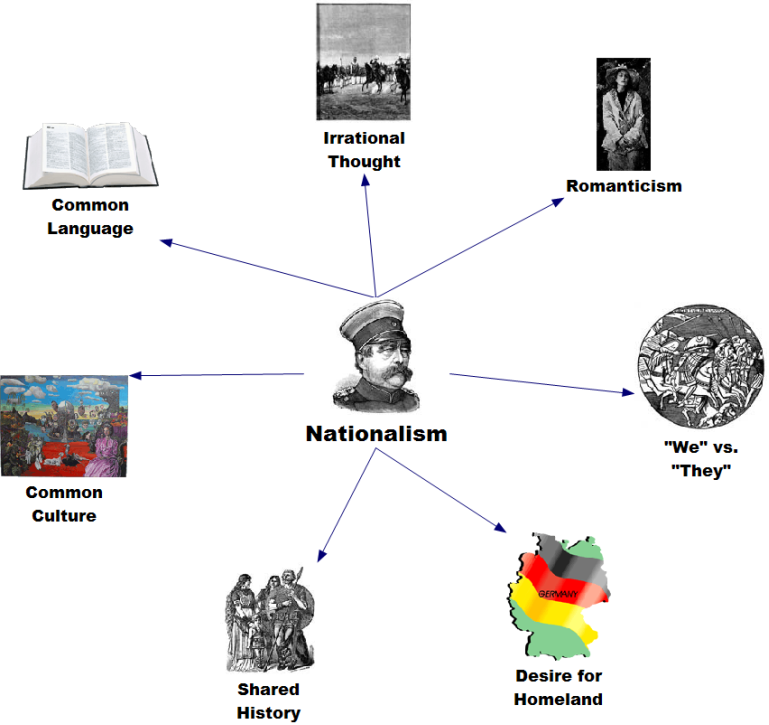 Irrational
Thought
Romanticism
Common
Language
Nationalism
"We" vs.
"They"
Common
Culture
GERMANY
Desire for
Homeland
Shared
History